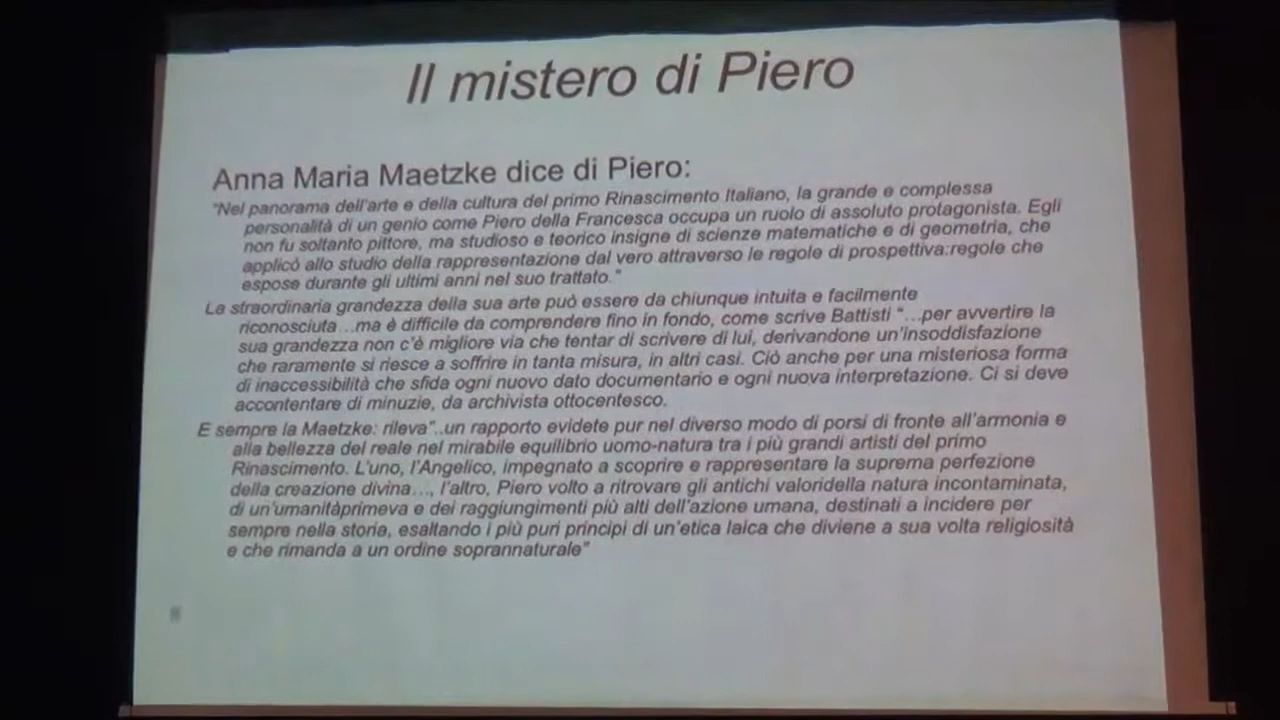 Il mistero di Piero
Anna Maria Maetzke dice di Piero:
"Nel panorama dell'arte e della cultura del primo Rinascimento Italiano, la grande e complessa
personalità di un genio come Piero della Francesca occupa un ruolo di assoluto protagonista. Egli
non fu soltanto pittore, ma studioso e teorico insigne di scienze matematiche e di geometria, che
applicò allo studio della rappresentazione dal vero attraverso le regole di prospettiva:regole che
espose durante gli ultimi anni nel suo trattato."
La straordinaria grandezza della sua arte può essere da chiunque intuita e facilmente
riconosciuta...ma è difficile da comprendere fino in fondo, come scrive Battisti "...per avvertire la
sua grandezza non c'è migliore via che tentar di scrivere di lui, derivandone un'insoddisfazione
che raramente si riesce a soffrire in tanta misura, in altri casi. Ciò anche per una misteriosa forma
di inaccessibilità che sfida ogni nuovo dato documentario e ogni nuova interpretazione. Ci si deve
accontentare di minuzie, da archivista ottocentesco.
E sempre la Maetzke: rileva"..un rapporto evidete pur nel diverso modo di porsi di fronte all'armonia e
alla bellezza del reale nel mirabile equilibrio uomo-natura tra i più grandi artisti del primo
Rinascimento. L'uno, l'Angelico, impegnato a scoprire e rappresentare la suprema perfezione
della creazione divina..., l'altro, Piero volto a ritrovare gli antichi valoridella natura incontaminata,
di un'umanitàprimeva e dei raggiungimenti più alti dell'azione umana, destinati a incidere per
sempre nella storia, esaltando i più puri principi di un'etica laica che diviene a sua volta religiosità
e che rimanda a un ordine soprannaturale"